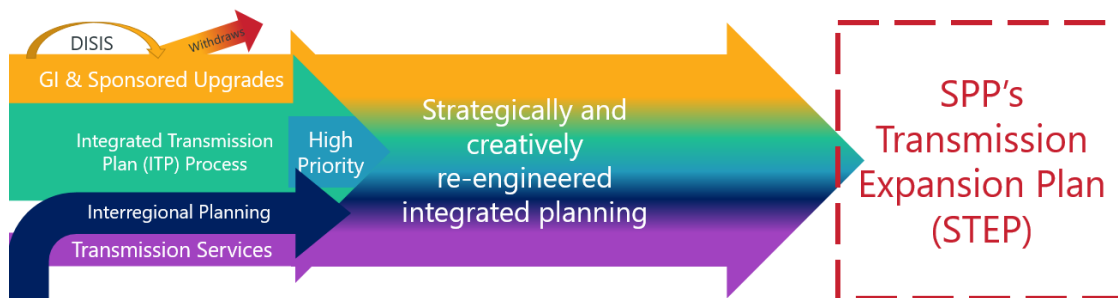 DISIS
Withdraws
GI & Sponsored Upgrades
Integrated Transmission
Plan (ITP) Process
High
Priority
Interregional Planning
Transmission Services
Strategically and
creatively
re-engineered
integrated planning
SPP's
Transmission
Expansion Plan
(STEP)